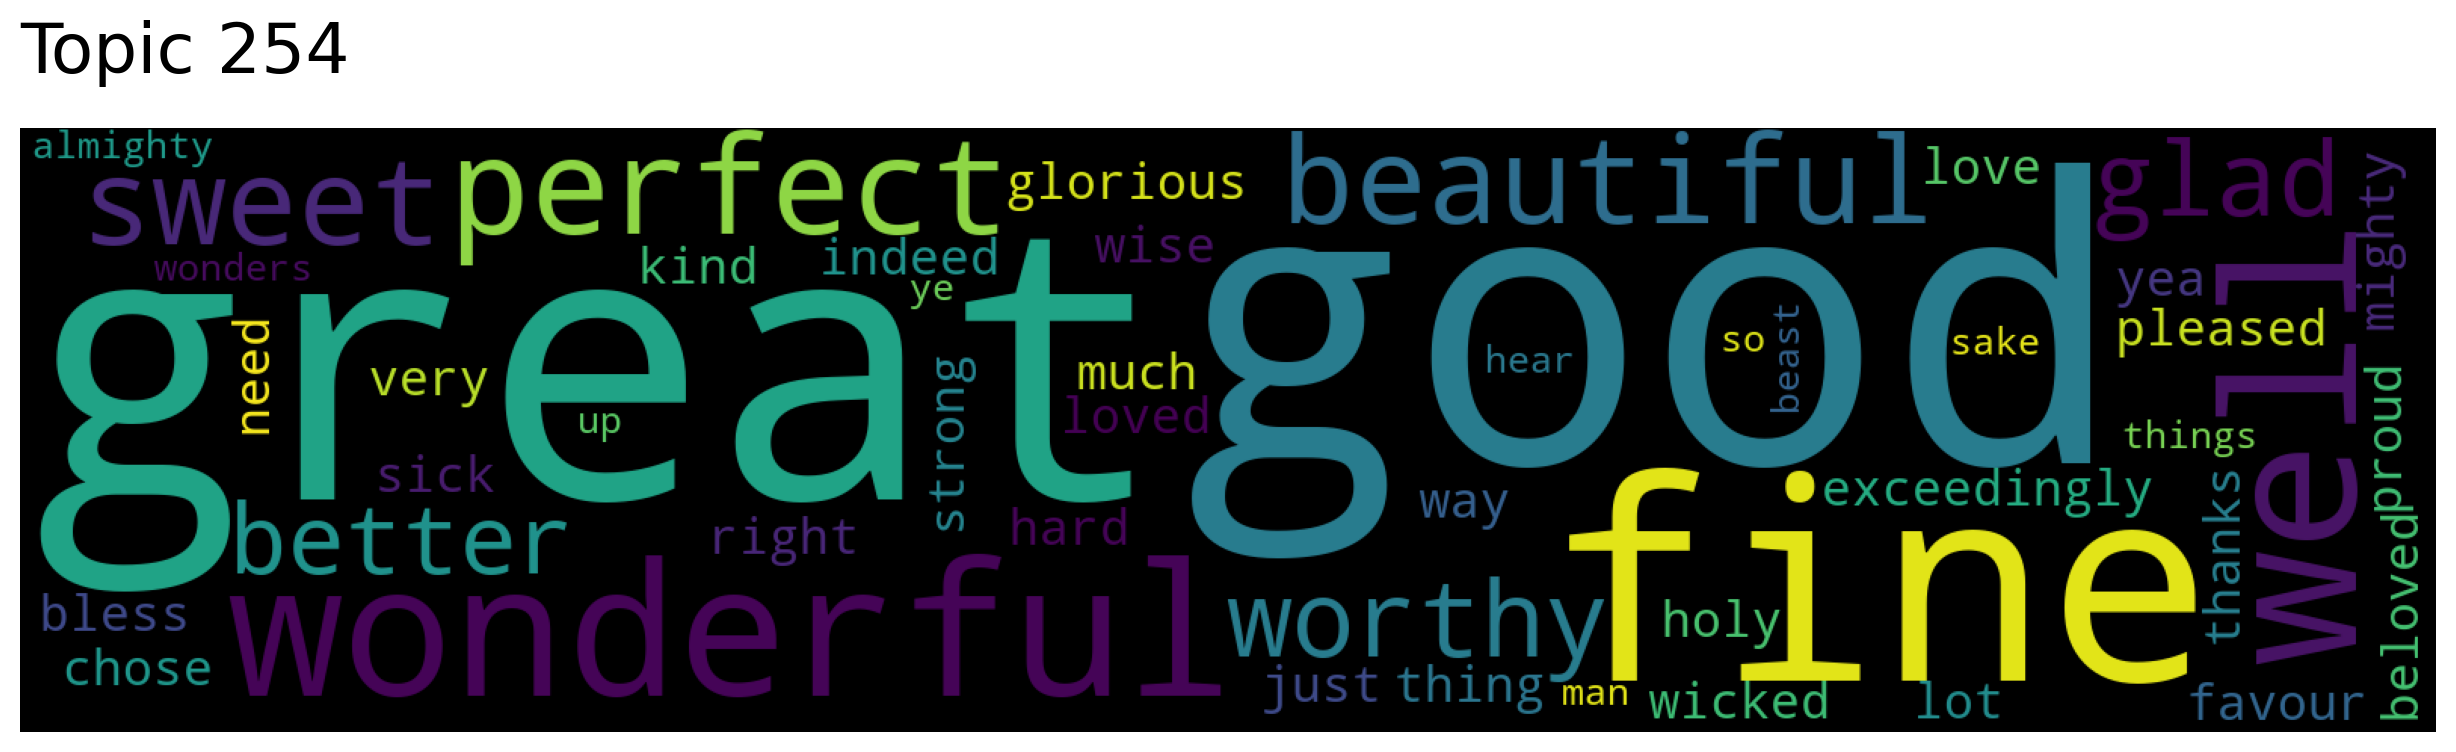 Topic 254
almighty
sweet
perfect
glorious
beautiful
love
glad
mighty
wonders
kind
indeed
wise
ye
yea
great
good
well
need
very
up
strong
much
loved
hear
so
beast
sake
pleased
proud
things
sick
better
right
hard
way
fine
exceedingly
thanks
beloved
bless
chose
wonderful
worthy
holy
just
thing
man
wicked
lot
favour